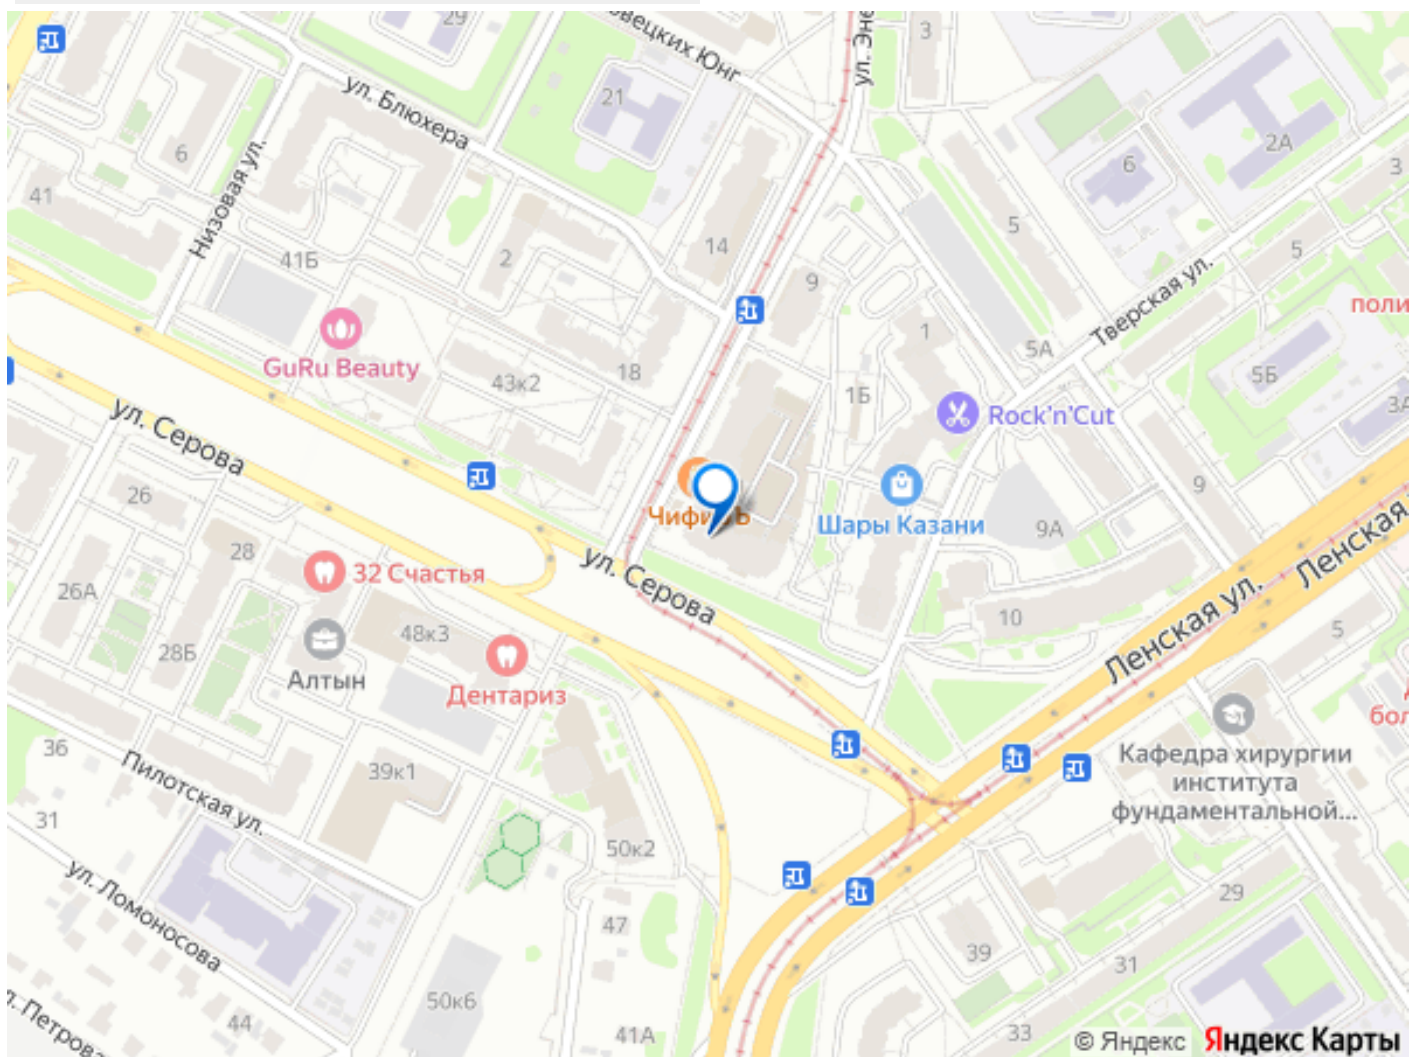 29
21
ул. Блюхера
6
Низовая ул.
41
41Б
2
14
3
2А
6
3
5
5
9
Тверская ул.
1
5А
GuRu Beauty
43к2
18
1Б
5Б
3А
Rock'n'Cut
ул. Серова
26
28
26А
28Б
32 Счастья
48к3
Алтын
Дентариз
ул. Серова
Шары Казани
9А
9
10
Ленская ул.
Ленская
5
Кафедра хирургии
института
фундаментальной...
36
Пилотская ул.
39к1
31
ул. Ломоносова
50к2
47
50к6
44
41А
39
29
31
33
© Яндекс Яндекс Карты